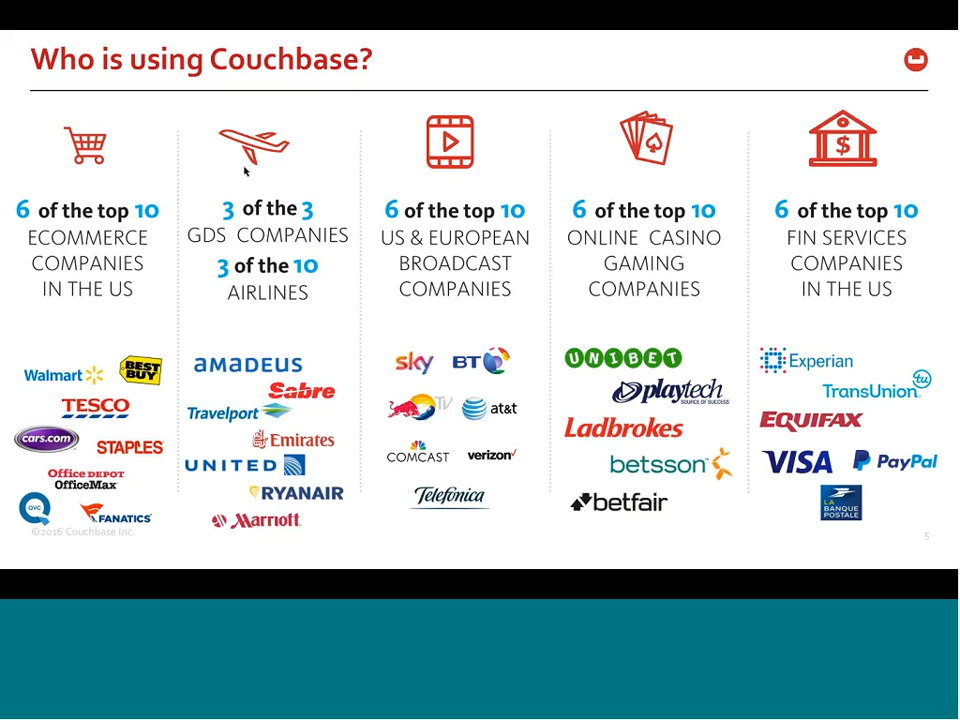 Who is using Couchbase?
6 of the top 10
ECOMMERCE
COMPANIES
IN THE US
Walmart
BEST
BUY
TESCO
cars.com
STAPLES
Office DEPOT
OfficeMax
QVC
FANATICS
3 of the 3
GDS COMPANIES
3 of the 10
AIRLINES
amadeus
Sabre
Travelport
Emirates
UNITED
RYANAIR
Marriott
6 of the top 10
US & EUROPEAN
BROADCAST
COMPANIES
sky
BT
TV
at&t
COMCAST
verizon
Telefónica
6 of the top 10
ONLINE CASINO
GAMING
COMPANIES
UNIBET
playtech
SOURCE OF SUCCESS
Ladbrokes
betsson
betfair
$
6 of the top 10
FIN SERVICES
COMPANIES
IN THE US
Experian
TransUnion
tu
EQUIFAX
VISA
PayPal
LA
BANQUE
POSTALE
©2016 Couchbase Inc.
5